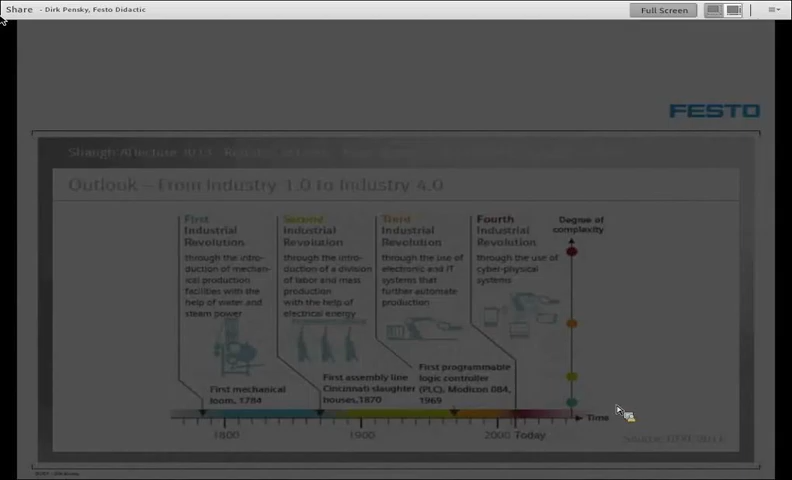 Share - Dirk Pensky, Festo Didactic
Full Screen
FESTO
Outlook – From Industry 1.0 to Industry 4.0
First
Industrial
Revolution
through the intro-
duction of mechan-
ical production
facilities with the
help of water and
steam power
Second
Industrial
Revolution
through the intro-
duction of a division
of labor and mass
production
with the help of
electrical energy
Third
Industrial
Revolution
through the use of
electronic and IT
systems that
further automate
production
Fourth
Industrial
Revolution
through the use of
cyber-physical
systems
Degree of
complexity
First mechanical
loom, 1784
First assembly line
Cincinnati slaughter
houses, 1870
First programmable
logic controller
(PLC), Modicon 084,
1969
Time
1800
1900
2000 Today